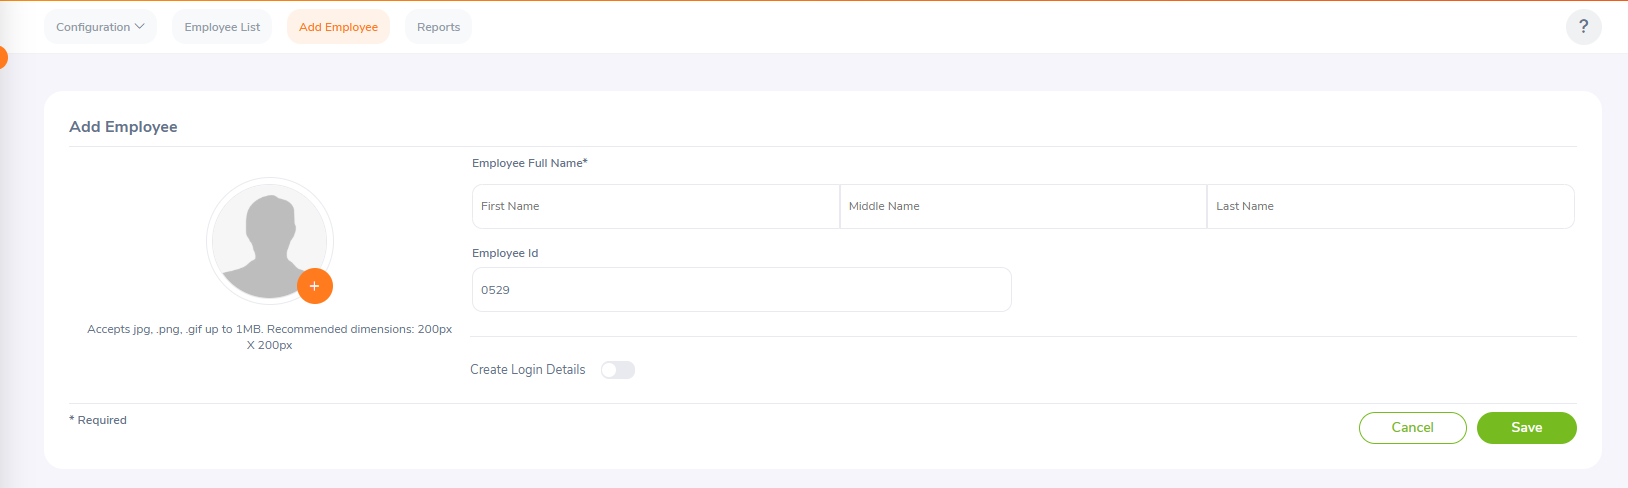 Configuration Employee List Add Employee Reports ?
Add Employee
Employee Full Name*
First Name Middle Name Last Name
Employee Id
0529
Accepts jpg, .png, .gif up to 1MB. Recommended dimensions: 200px
X 200px
Create Login Details
* Required
Cancel Save